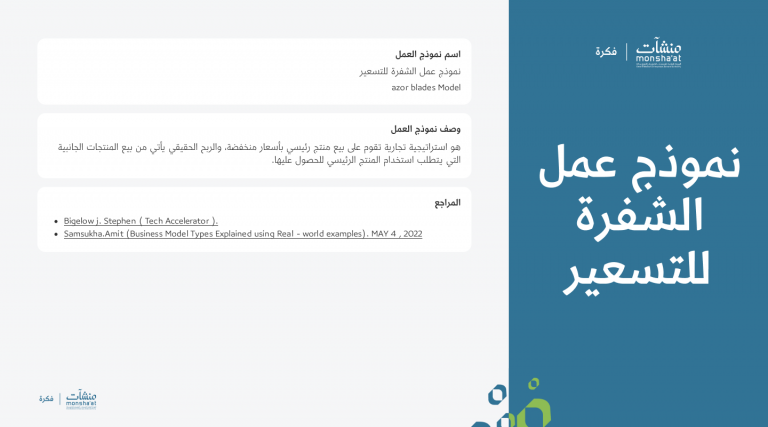 منشآت
monsha'at
فكرة
نموذج عمل
الشفرة
للتسعير
اسم نموذج العمل
نموذج عمل الشفرة للتسعير
azor blades Model
وصف نموذج العمل
هو استراتيجية تجارية تقوم على بيع منتج رئيسي بأسعار منخفضة، والربح الحقيقي يأتي من بيع المنتجات الجانبية
التي يتطلب استخدام المنتج الرئيسي للحصول عليها.
المراجع
Bigelow j. Stephen ( Tech Accelerator ).
Samsukha.Amit (Business Model Types Explained using Real - world examples). MAY 4 , 2022
منشآت
monsha'at
فكرة